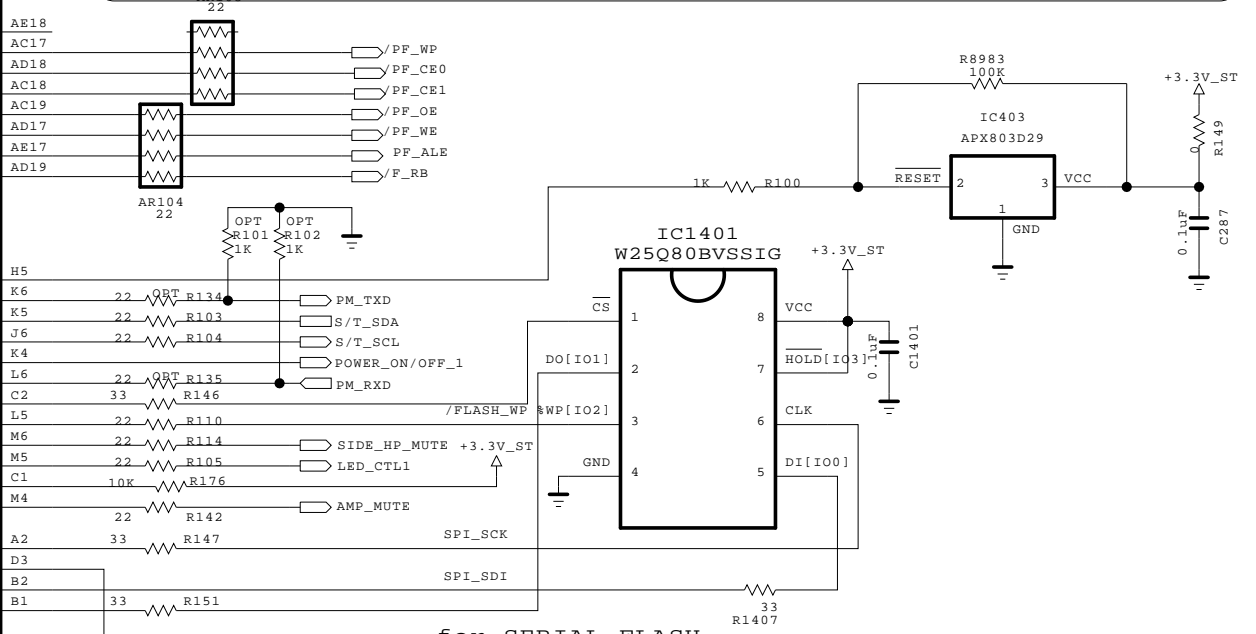 22
AE18
AC17
/PF_WP
AD18
/PF_CE0
AC18
/PF_CE1
AC19
/PF_OE
AD17
/PF_WE
AE17
PF_ALE
AD19
/F_RB
AR104
22
R8983
100K
+3.3V_ST
IC403
APX803D29
0
R149
1K
R100
RESET
2
3
VCC
1
GND
0.1uF
C287
OPT
R101
1K
OPT
R102
1K
IC1401
W25Q80BVSSIG
+3.3V_ST
H5
K6
22
OPT
R134
PM_TXD
K5
22
R103
S/T_SDA
J6
22
R104
S/T_SCL
K4
POWER_ON/OFF_1
L6
22
OPT
R135
PM_RXD
C2
33
R146
L5
22
R110
/FLASH_WP
%WP[IO2]
M6
22
R114
SIDE_HP_MUTE
+3.3V_ST
M5
22
R105
LED_CTL1
C1
10K
R176
M4
22
R142
AMP_MUTE
CS
1
8
VCC
DO[IO1]
2
7
HOLD[IO3]
3
6
CLK
GND
4
5
DI[IO0]
0.1uF
C1401
A2
33
R147
SPI_SCK
D3
B2
SPI_SDI
B1
33
R151
33
R1407
for SERIAL FLASH